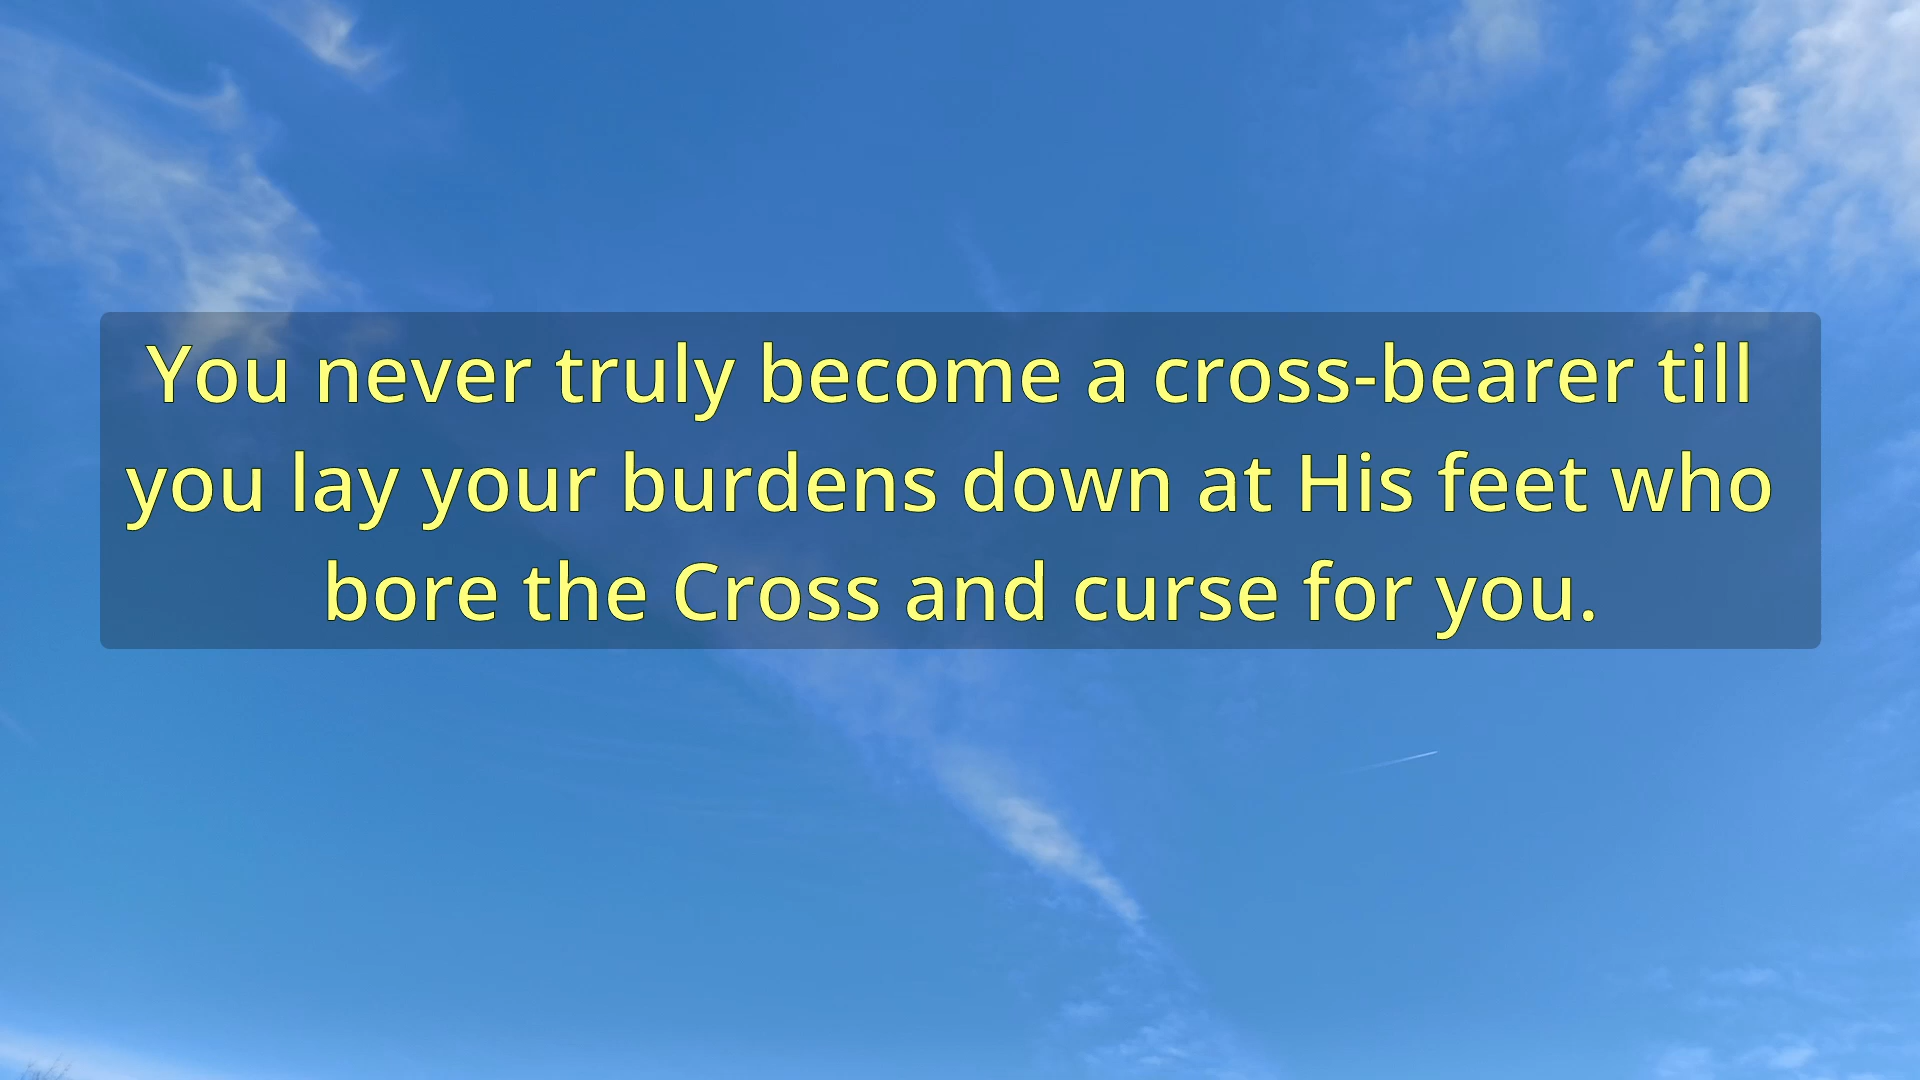 You never truly become a cross-bearer till
you lay your burdens down at His feet who
bore the Cross and curse for you.